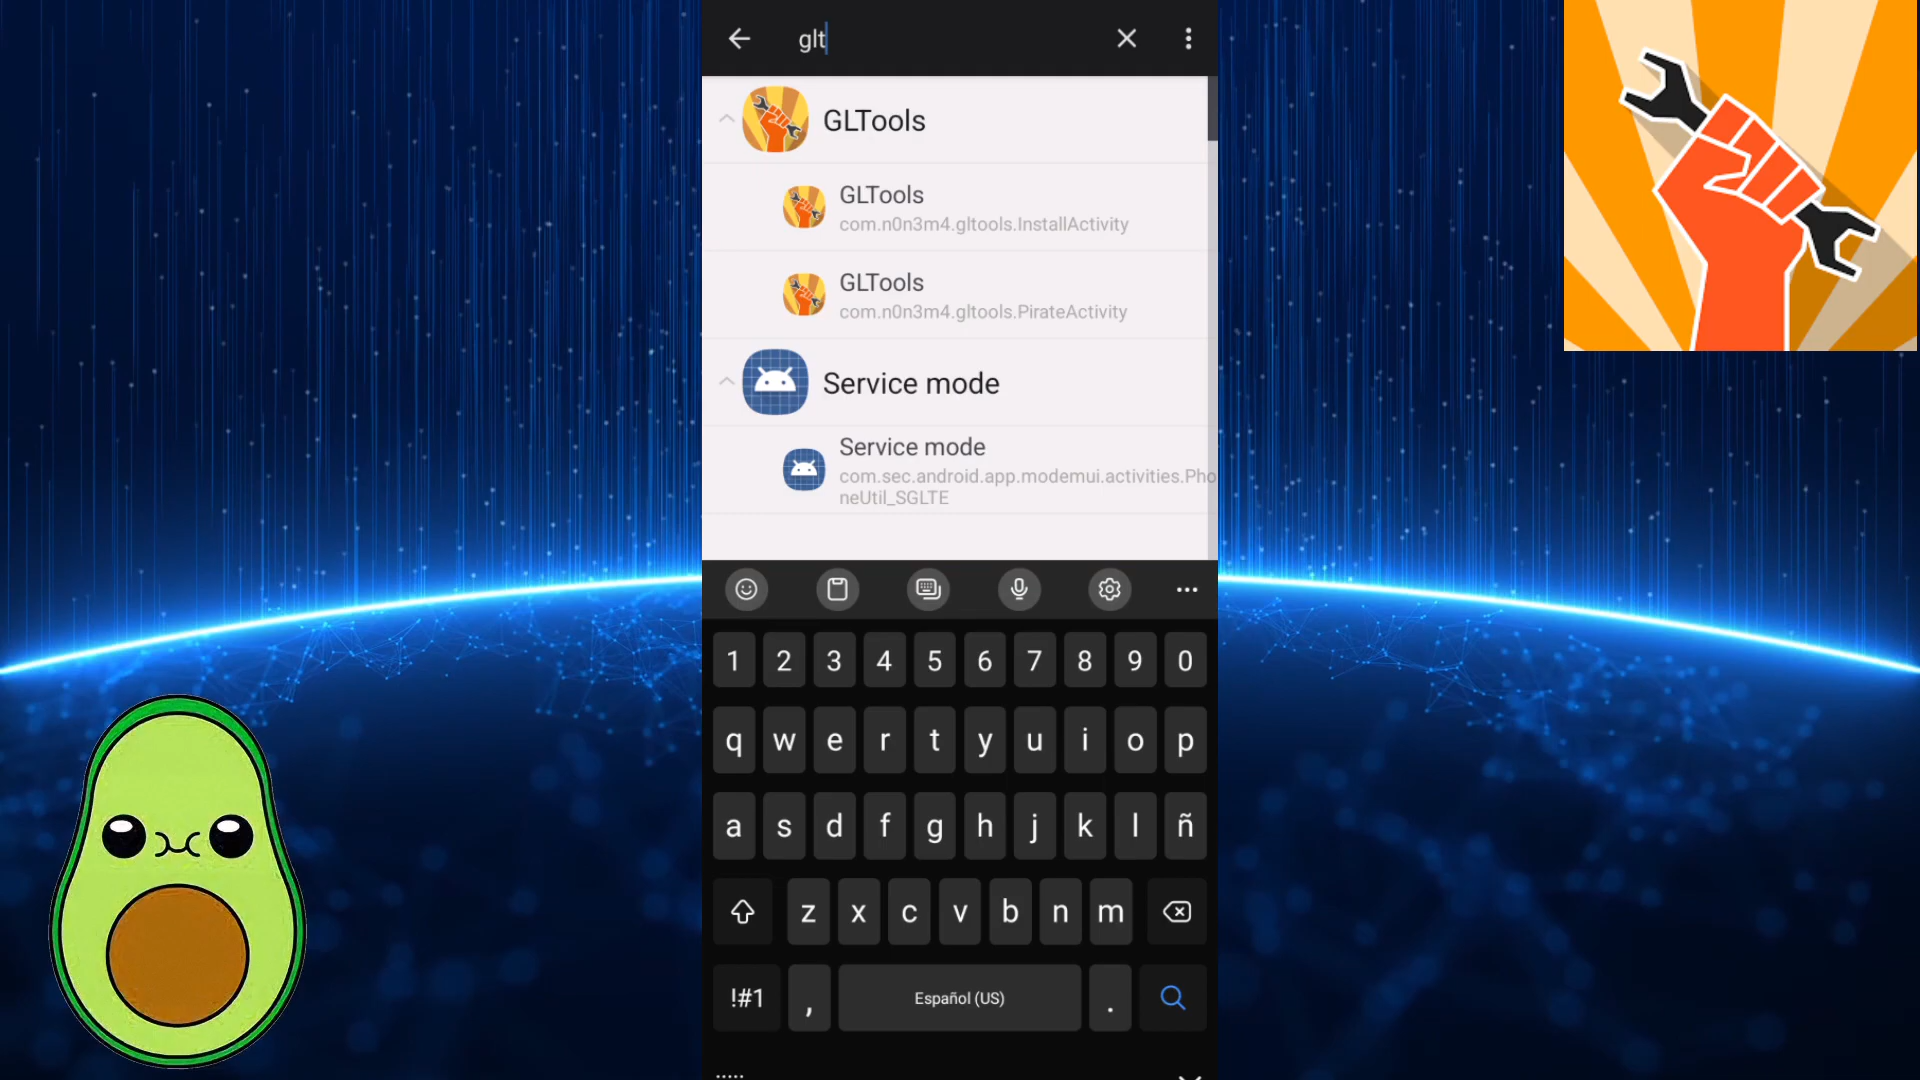 glt
GLTools
GLTools
com.n0n3m4.gltools.InstallActivity
GLTools
com.n0n3m4.gltools.PirateActivity
Service mode
Service mode
com.sec.android.app.modemui.activities.Pho
neUtil_SGLTE
1 2 3 4 5 6 7 8 9 0
q w e r t y u i o p
a s d f g h j k l ñ
z x c v b n m
!#1 , Español (US) .